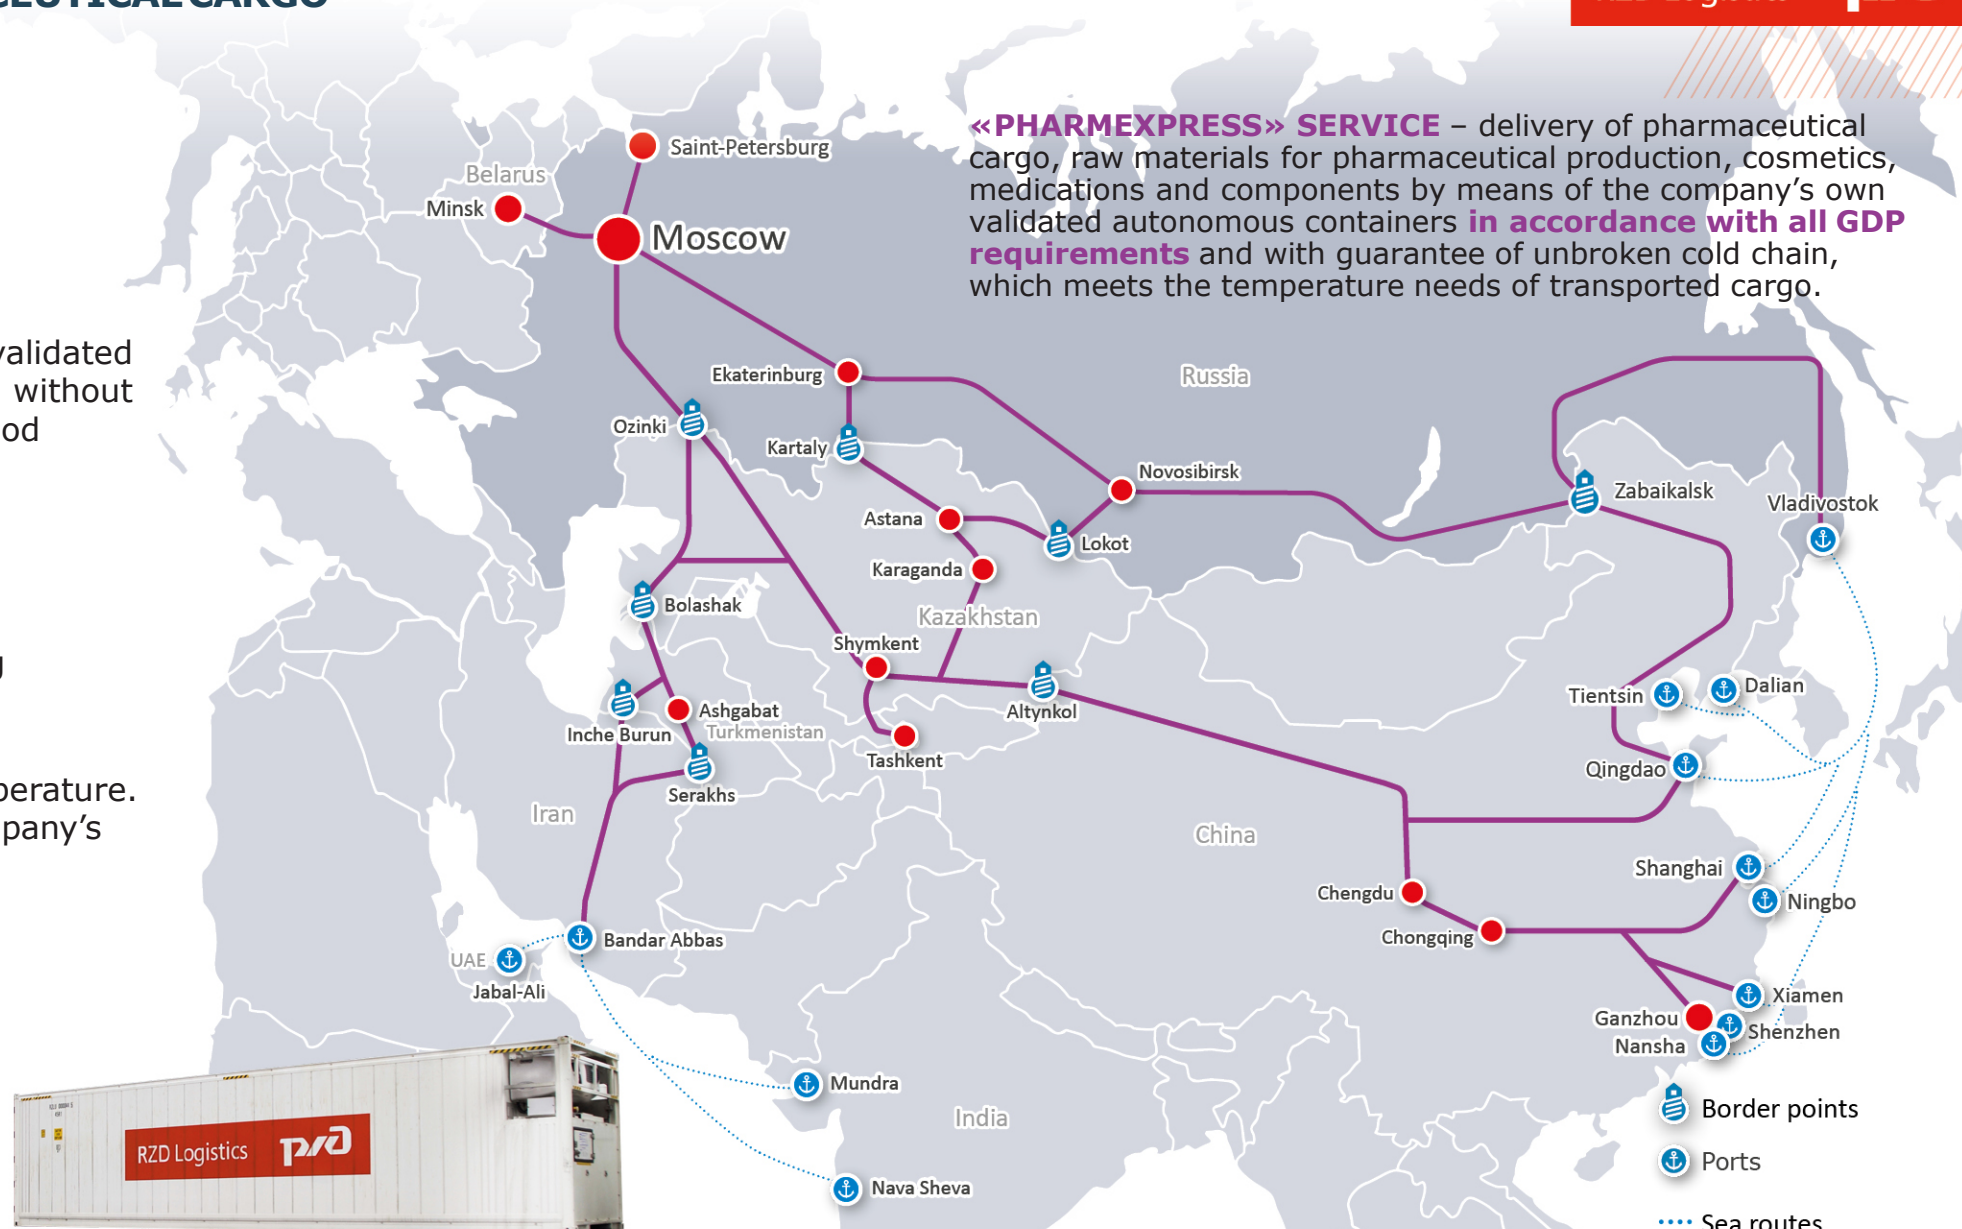 CEUTICAL CARGO
RZD Logistics
«PHARMEXPRESS» SERVICE – delivery of pharmaceutical
cargo, raw materials for pharmaceutical production, cosmetics,
medications and components by means of the company's own
validated autonomous containers in accordance with all GDP
requirements and with guarantee of unbroken cold chain,
which meets the temperature needs of transported cargo.
validated
without
od
g
perature.
pany's
Saint-Petersburg
Belarus
Minsk
Moscow
Ekaterinburg
Russia
Ozinki
Kartaly
Novosibirsk
Zabaikalsk
Vladivostok
Astana
Lokot
Karaganda
Bolashak
Kazakhstan
Shymkent
Altynkol
Tientsin
Dalian
Ashgabat
Turkmenistan
Inche Burun
Tashkent
Qingdao
Serakhs
Iran
China
Shanghai
Chengdu
Ningbo
Chongqing
Bandar Abbas
UAE
Jabal-Ali
Xiamen
Ganzhou
Shenzhen
Nansha
Mundra
India
Nava Sheva
RZD Logistics
Border points
Ports
Sea routes